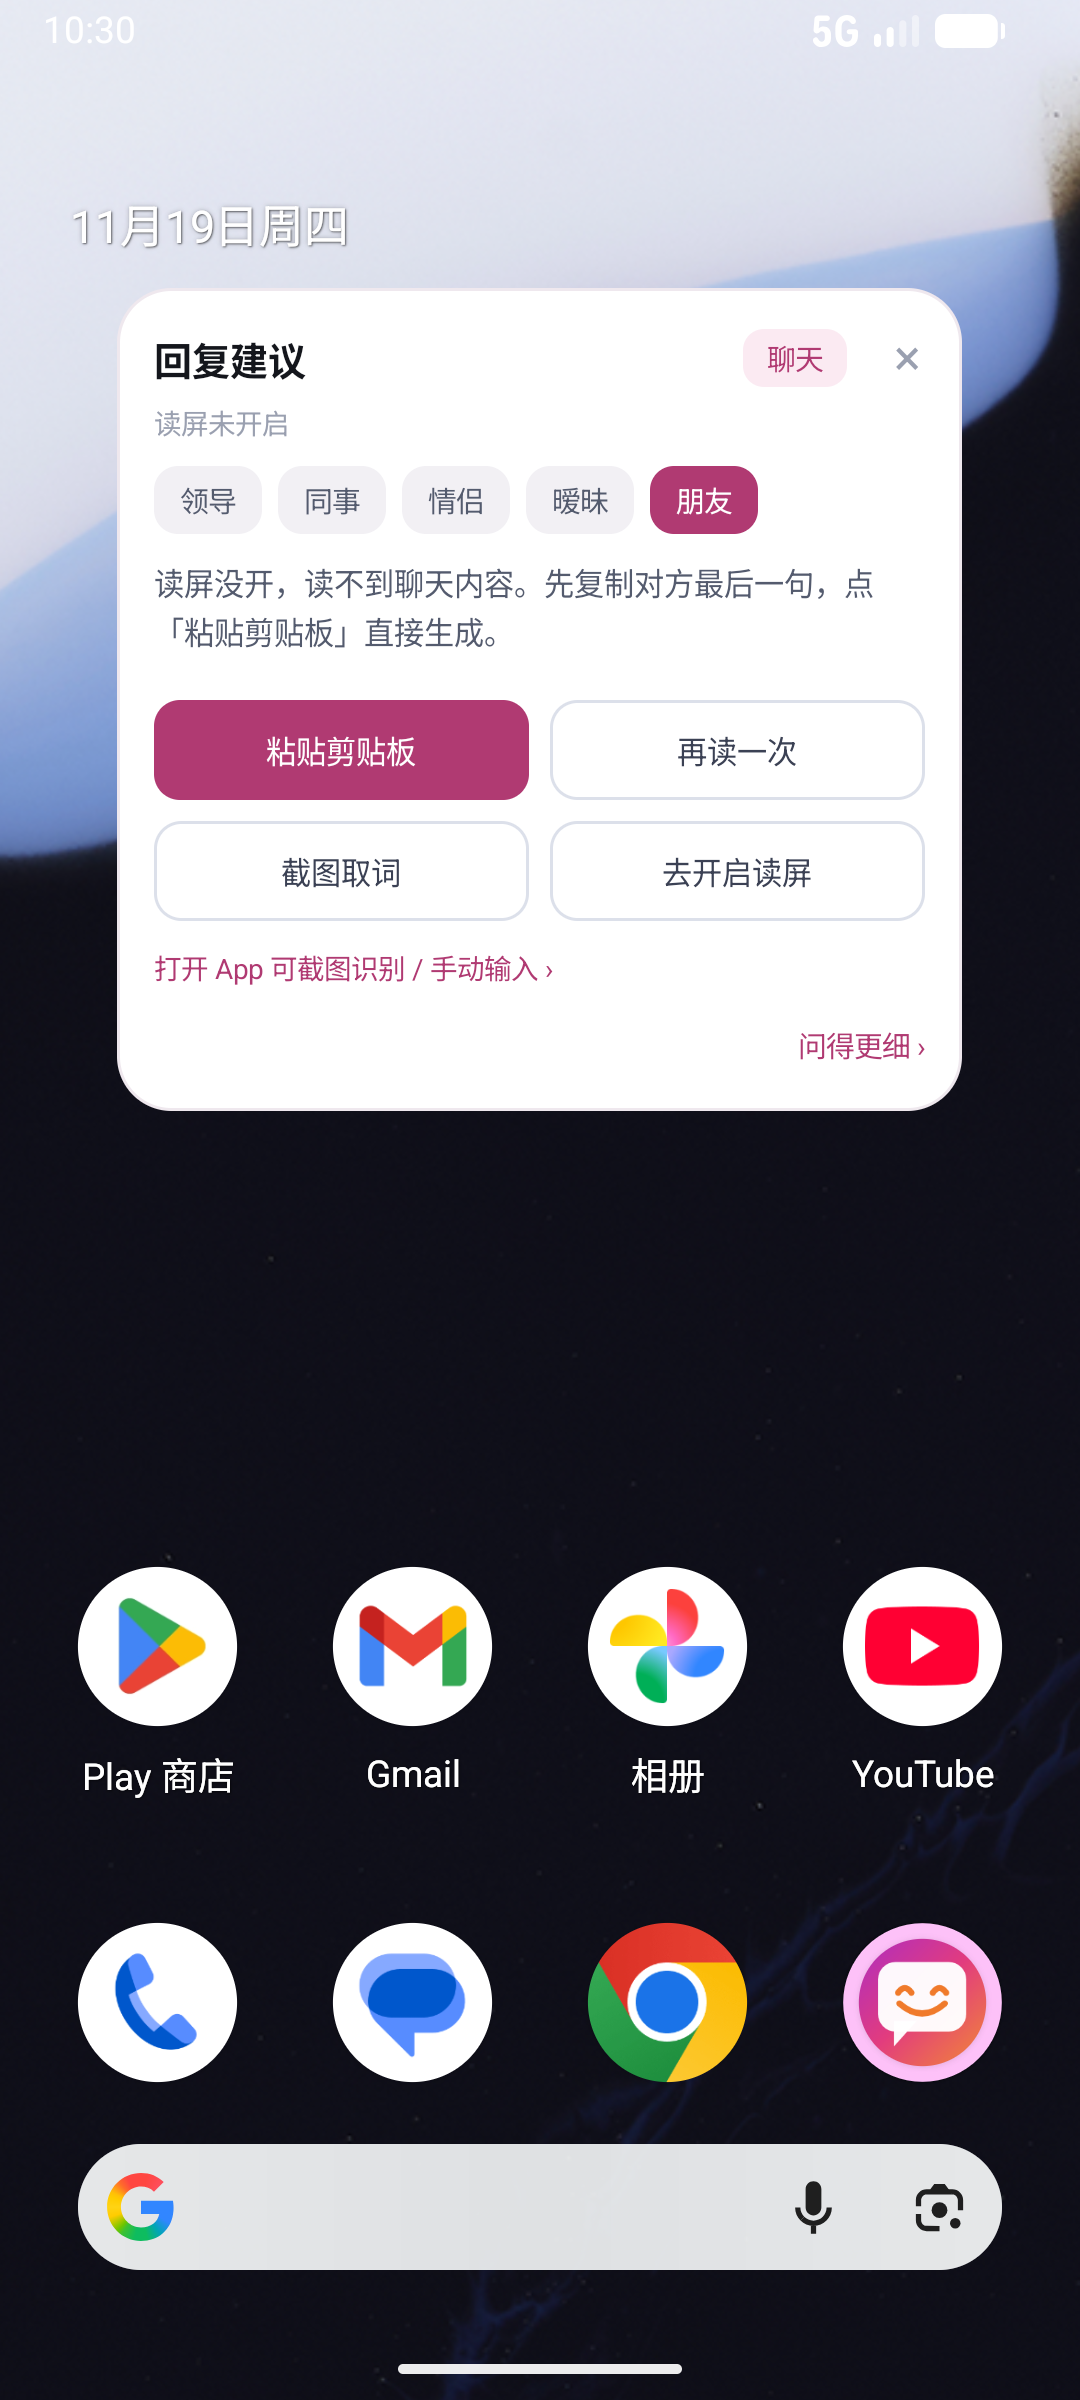 10:30
5G
11月19日周四
回复建议
聊天
×
读屏未开启
领导
同事
情侣
暧昧
朋友
读屏没开，读不到聊天内容。先复制对方最后一句，点
「粘贴剪贴板」直接生成。
粘贴剪贴板
再读一次
截图取词
去开启读屏
打开 App 可截图识别 / 手动输入 ›
问得更细 ›
Play 商店
Gmail
相册
YouTube